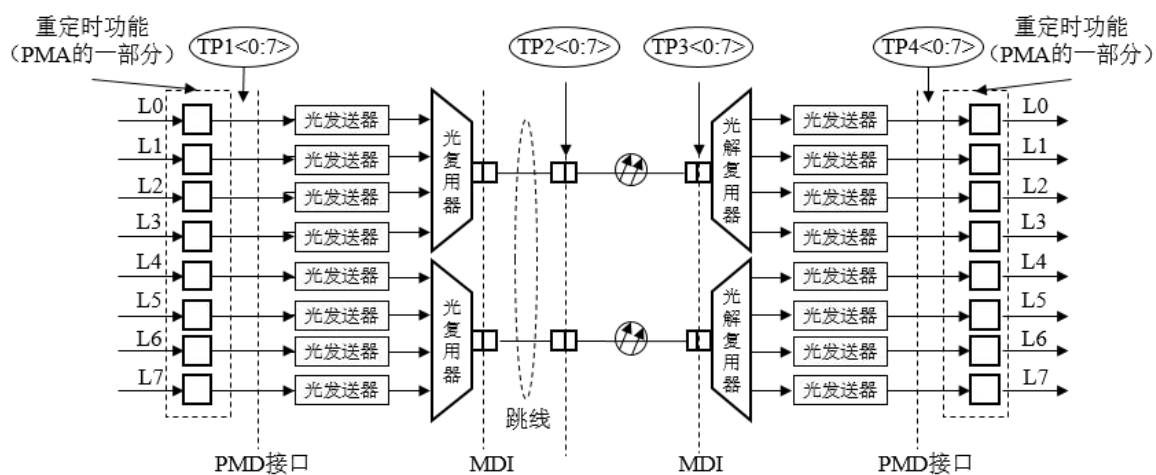 重定时功能
（PMA的一部分）
TP1<0:7>
TP2<0:7>
TP3<0:7>
TP4<0:7>
重定时功能
（PMA的一部分）
L0
L1
L2
L3
L4
L5
L6
L7
光发送器
光发送器
光发送器
光发送器
光发送器
光发送器
光发送器
光发送器
光复用器
光复用器
跳线
光解复用器
光解复用器
光发送器
光发送器
光发送器
光发送器
光发送器
光发送器
光发送器
光发送器
L0
L1
L2
L3
L4
L5
L6
L7
PMD接口
MDI
MDI
PMD接口